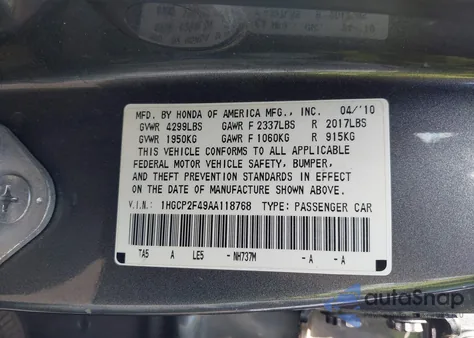 MFD. BY HONDA OF AMERICA MFG., INC. 04/'10
GVWR 4299LBS GAWR F 2337LBS R 2017LBS
GVWR 1950KG GAWR F 1060KG R 915KG
THIS VEHICLE CONFORMS TO ALL APPLICABLE
FEDERAL MOTOR VEHICLE SAFETY, BUMPER,
AND THEFT PREVENTION STANDARDS IN EFFECT
ON THE DATE OF MANUFACTURE SHOWN ABOVE.
V.I.N.: 1HGCP2F49AA118768 TYPE: PASSENGER CAR
TA5 A LE5 - NH737M - A - A
autoSnap